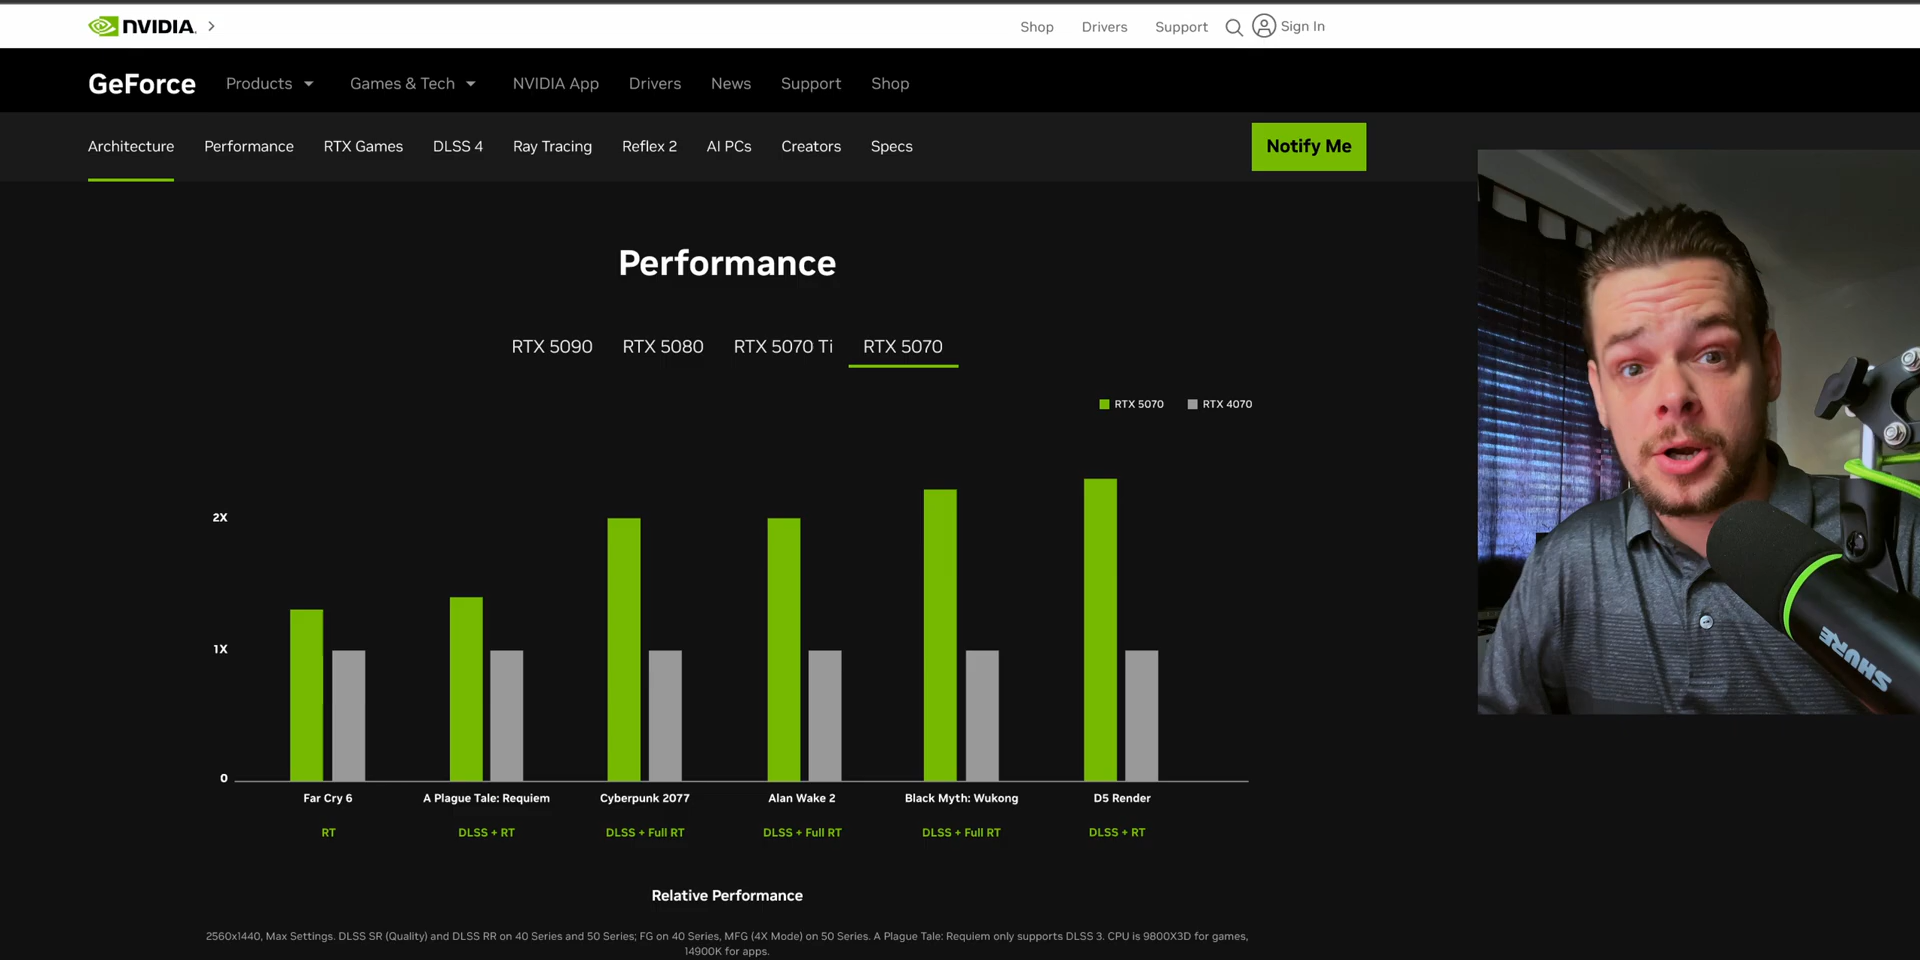 NVIDIA.
Shop Drivers Support Sign In
GeForce Products Games & Tech NVIDIA App Drivers News Support Shop
Architecture Performance RTX Games DLSS 4 Ray Tracing Reflex 2 AI PCs Creators Specs Notify Me
Performance
RTX 5090 RTX 5080 RTX 5070 Ti RTX 5070
RTX 5070 RTX 4070
2X
1X
0
Far Cry 6 A Plague Tale: Requiem Cyberpunk 2077 Alan Wake 2 Black Myth: Wukong D5 Render
RT DLSS + RT DLSS + Full RT DLSS + Full RT DLSS + Full RT DLSS + RT
Relative Performance
2560x1440, Max Settings. DLSS SR (Quality) and DLSS RR on 40 Series and 50 Series; FG on 40 Series, MFG (4X Mode) on 50 Series. A Plague Tale: Requiem only supports DLSS 3. CPU is 9800X3D for games,
14900K for apps.
SHURE